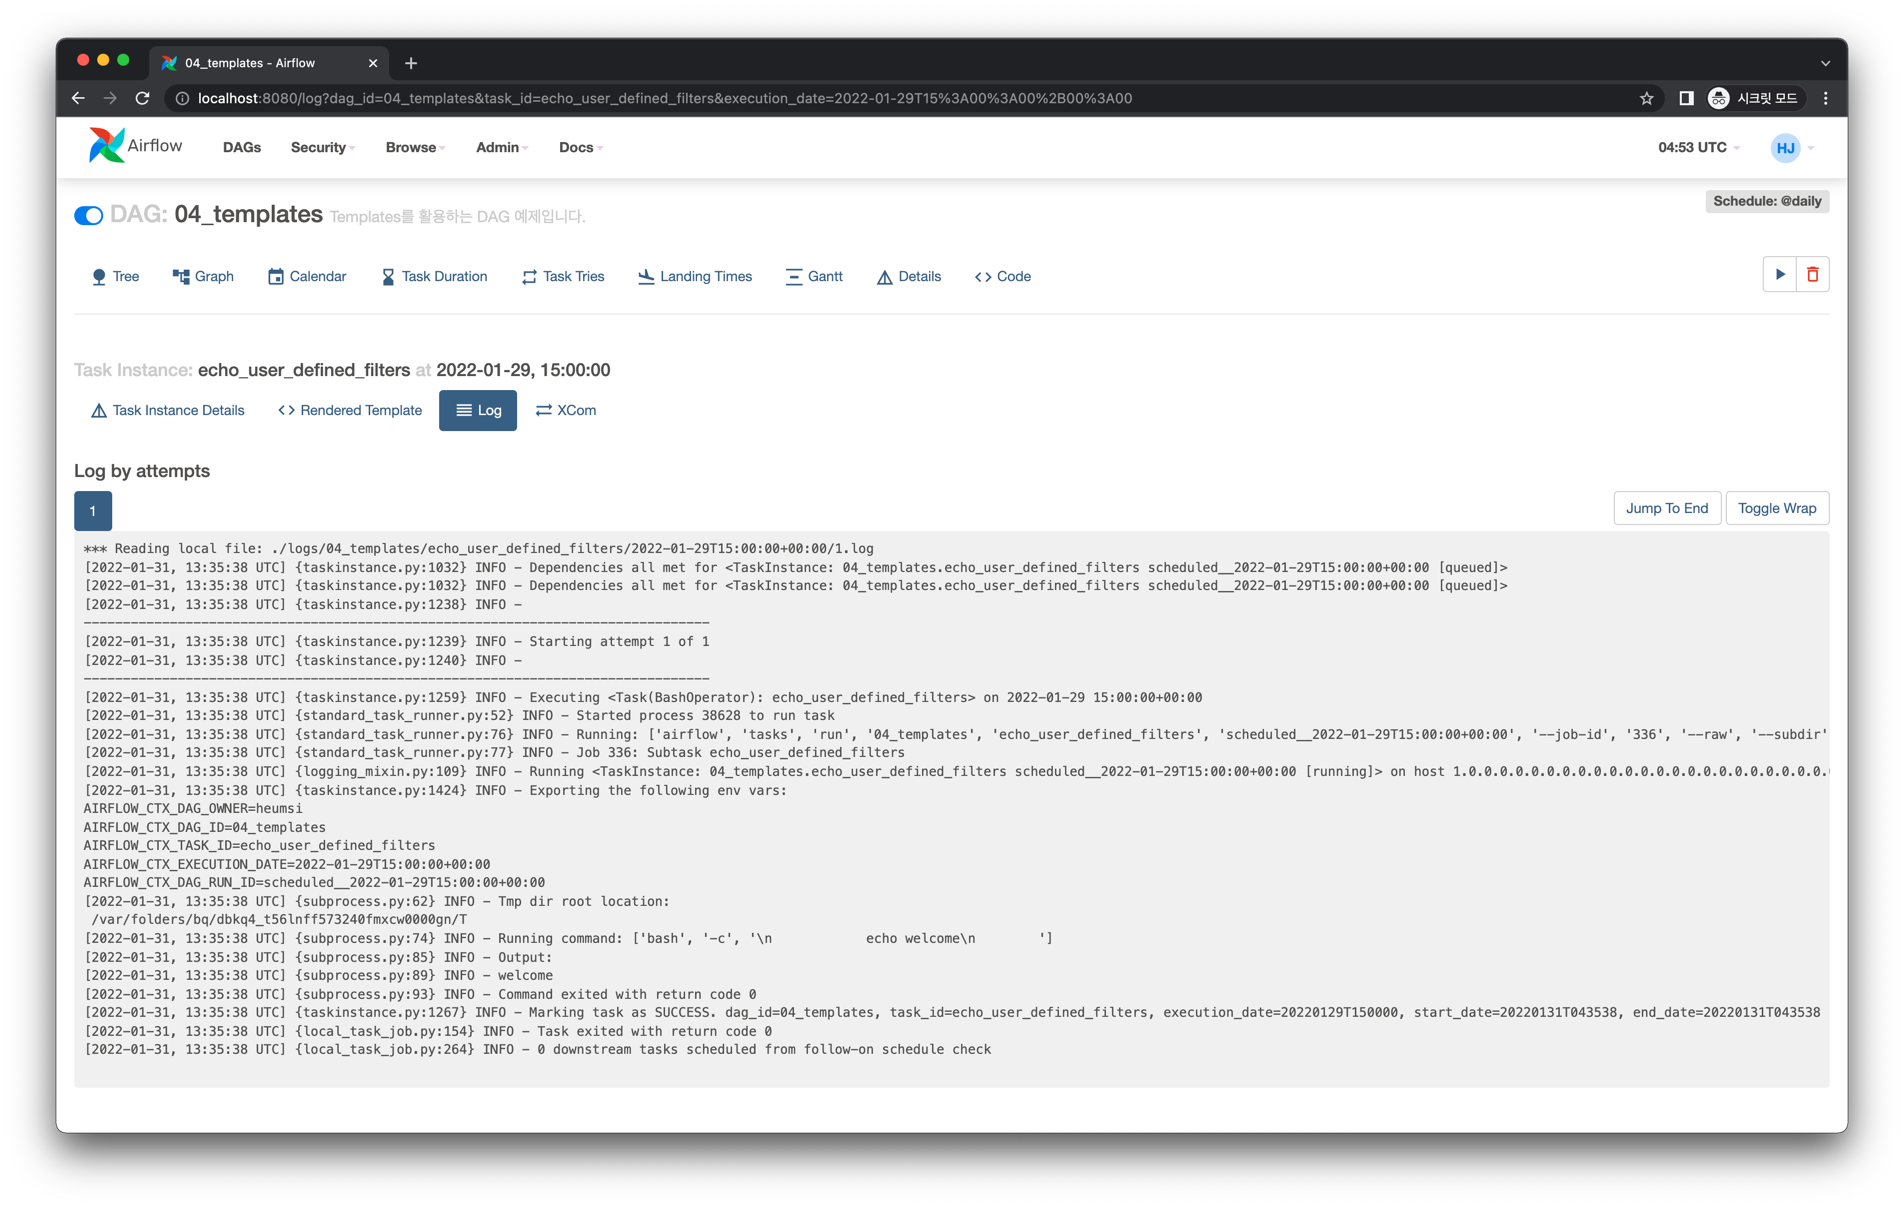 04_templates - Airflow
localhost:8080/log?dag_id=04_templates&task_id=echo_user_defined_filters&execution_date=2022-01-29T15%3A00%3A00%2B00%3A00
시크릿 모드
Airflow DAGs Security Browse Admin Docs 04:53 UTC HJ
DAG: 04_templates Templates를 활용하는 DAG 예제입니다.
Schedule: @daily
Tree Graph Calendar Task Duration Task Tries Landing Times Gantt Details Code
Task Instance: echo_user_defined_filters at 2022-01-29, 15:00:00
Task Instance Details Rendered Template Log XCom
Log by attempts
1
Jump To End Toggle Wrap
*** Reading local file: ./logs/04_templates/echo_user_defined_filters/2022-01-29T15:00:00+00:00/1.log
[2022-01-31, 13:35:38 UTC] {taskinstance.py:1032} INFO - Dependencies all met for <TaskInstance: 04_templates.echo_user_defined_filters scheduled__2022-01-29T15:00:00+00:00 [queued]>
[2022-01-31, 13:35:38 UTC] {taskinstance.py:1032} INFO - Dependencies all met for <TaskInstance: 04_templates.echo_user_defined_filters scheduled__2022-01-29T15:00:00+00:00 [queued]>
[2022-01-31, 13:35:38 UTC] {taskinstance.py:1238} INFO -
--------------------------------------------------------------------------------
[2022-01-31, 13:35:38 UTC] {taskinstance.py:1239} INFO - Starting attempt 1 of 1
[2022-01-31, 13:35:38 UTC] {taskinstance.py:1240} INFO -
--------------------------------------------------------------------------------
[2022-01-31, 13:35:38 UTC] {taskinstance.py:1259} INFO - Executing <Task(BashOperator): echo_user_defined_filters> on 2022-01-29 15:00:00+00:00
[2022-01-31, 13:35:38 UTC] {standard_task_runner.py:52} INFO - Started process 38628 to run task
[2022-01-31, 13:35:38 UTC] {standard_task_runner.py:76} INFO - Running: ['airflow', 'tasks', 'run', '04_templates', 'echo_user_defined_filters', 'scheduled__2022-01-29T15:00:00+00:00', '--job-id', '336', '--raw', '--subdir'
[2022-01-31, 13:35:38 UTC] {standard_task_runner.py:77} INFO - Job 336: Subtask echo_user_defined_filters
[2022-01-31, 13:35:38 UTC] {logging_mixin.py:109} INFO - Running <TaskInstance: 04_templates.echo_user_defined_filters scheduled__2022-01-29T15:00:00+00:00 [running]> on host 1.0.0.0.0.0.0.0.0.0.0.0.0.0.0.0.0.0.0.0.0.0.0.0.
[2022-01-31, 13:35:38 UTC] {taskinstance.py:1424} INFO - Exporting the following env vars:
AIRFLOW_CTX_DAG_OWNER=heumsi
AIRFLOW_CTX_DAG_ID=04_templates
AIRFLOW_CTX_TASK_ID=echo_user_defined_filters
AIRFLOW_CTX_EXECUTION_DATE=2022-01-29T15:00:00+00:00
AIRFLOW_CTX_DAG_RUN_ID=scheduled__2022-01-29T15:00:00+00:00
[2022-01-31, 13:35:38 UTC] {subprocess.py:62} INFO - Tmp dir root location:
/var/folders/bq/dbkq4_t56lnff573240fmxcw0000gn/T
[2022-01-31, 13:35:38 UTC] {subprocess.py:74} INFO - Running command: ['bash', '-c', '\n            echo welcome\n        ']
[2022-01-31, 13:35:38 UTC] {subprocess.py:85} INFO - Output:
[2022-01-31, 13:35:38 UTC] {subprocess.py:89} INFO - welcome
[2022-01-31, 13:35:38 UTC] {subprocess.py:93} INFO - Command exited with return code 0
[2022-01-31, 13:35:38 UTC] {taskinstance.py:1267} INFO - Marking task as SUCCESS. dag_id=04_templates, task_id=echo_user_defined_filters, execution_date=20220129T150000, start_date=20220131T043538, end_date=20220131T043538
[2022-01-31, 13:35:38 UTC] {local_task_job.py:154} INFO - Task exited with return code 0
[2022-01-31, 13:35:38 UTC] {local_task_job.py:264} INFO - 0 downstream tasks scheduled from follow-on schedule check